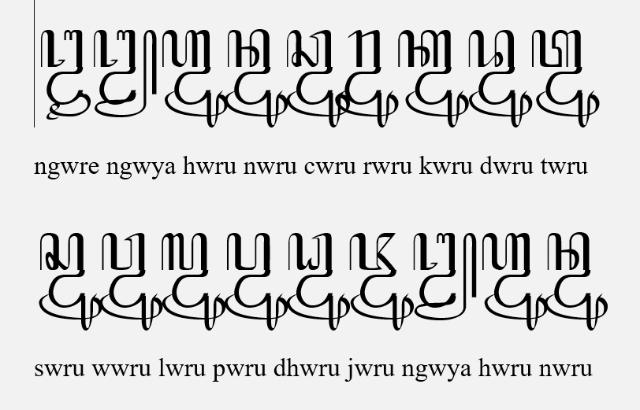 ꦔ꧀ꦮꦽꦔ꧀ꦮꦾꦲ꧀ꦮꦿꦸꦤ꧀ꦮꦿꦸꦕ꧀ꦮꦿꦸꦫ꧀ꦮꦿꦸꦏ꧀ꦮꦿꦸꦢ꧀ꦮꦿꦸꦠ꧀ꦮꦿꦸ
ngwre ngwya hwru nwru cwru rwru kwru dwru twru
ꦱ꧀ꦮꦿꦸꦮ꧀ꦮꦿꦸꦭ꧀ꦮꦿꦸꦥ꧀ꦮꦿꦸꦝ꧀ꦮꦿꦸꦗ꧀ꦮꦿꦸꦔ꧀ꦮꦾꦲ꧀ꦮꦿꦸꦤ꧀ꦮꦿꦸ
swru wwru lwru pwru dhwru jwru ngwya hwru nwru